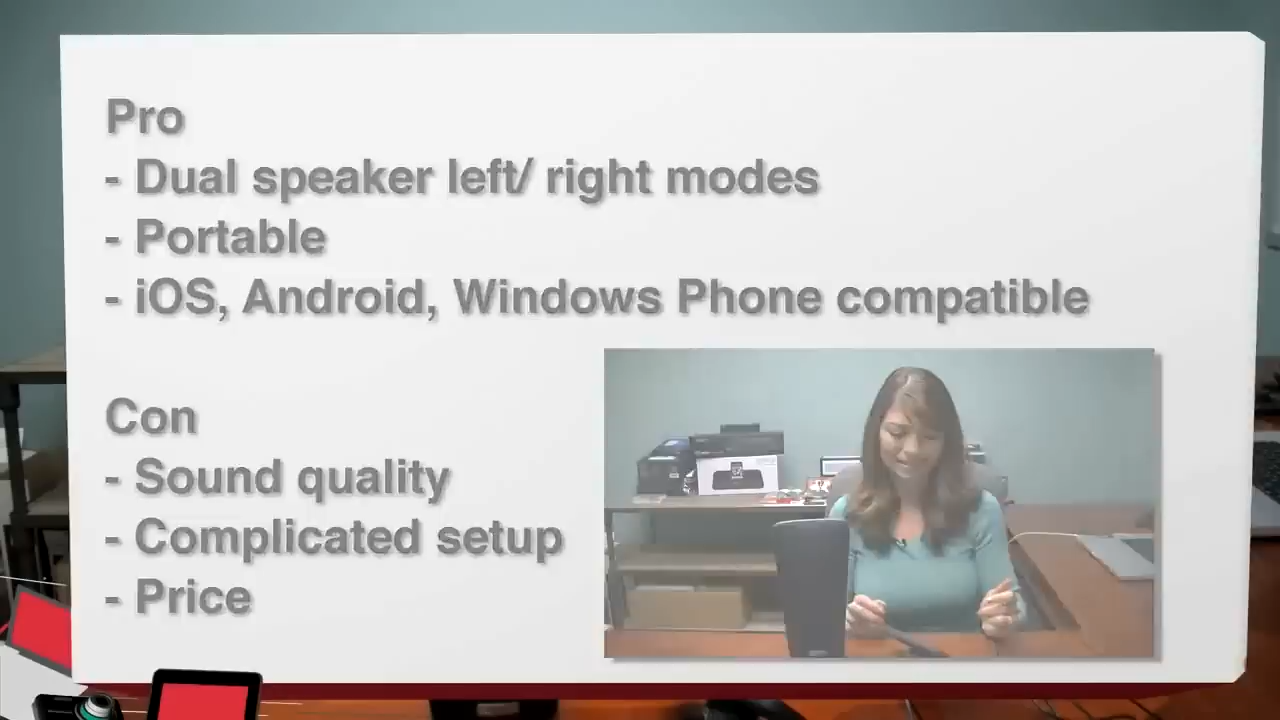 Pro
- Dual speaker left/ right modes
- Portable
- iOS, Android, Windows Phone compatible
Con
- Sound quality
- Complicated setup
- Price